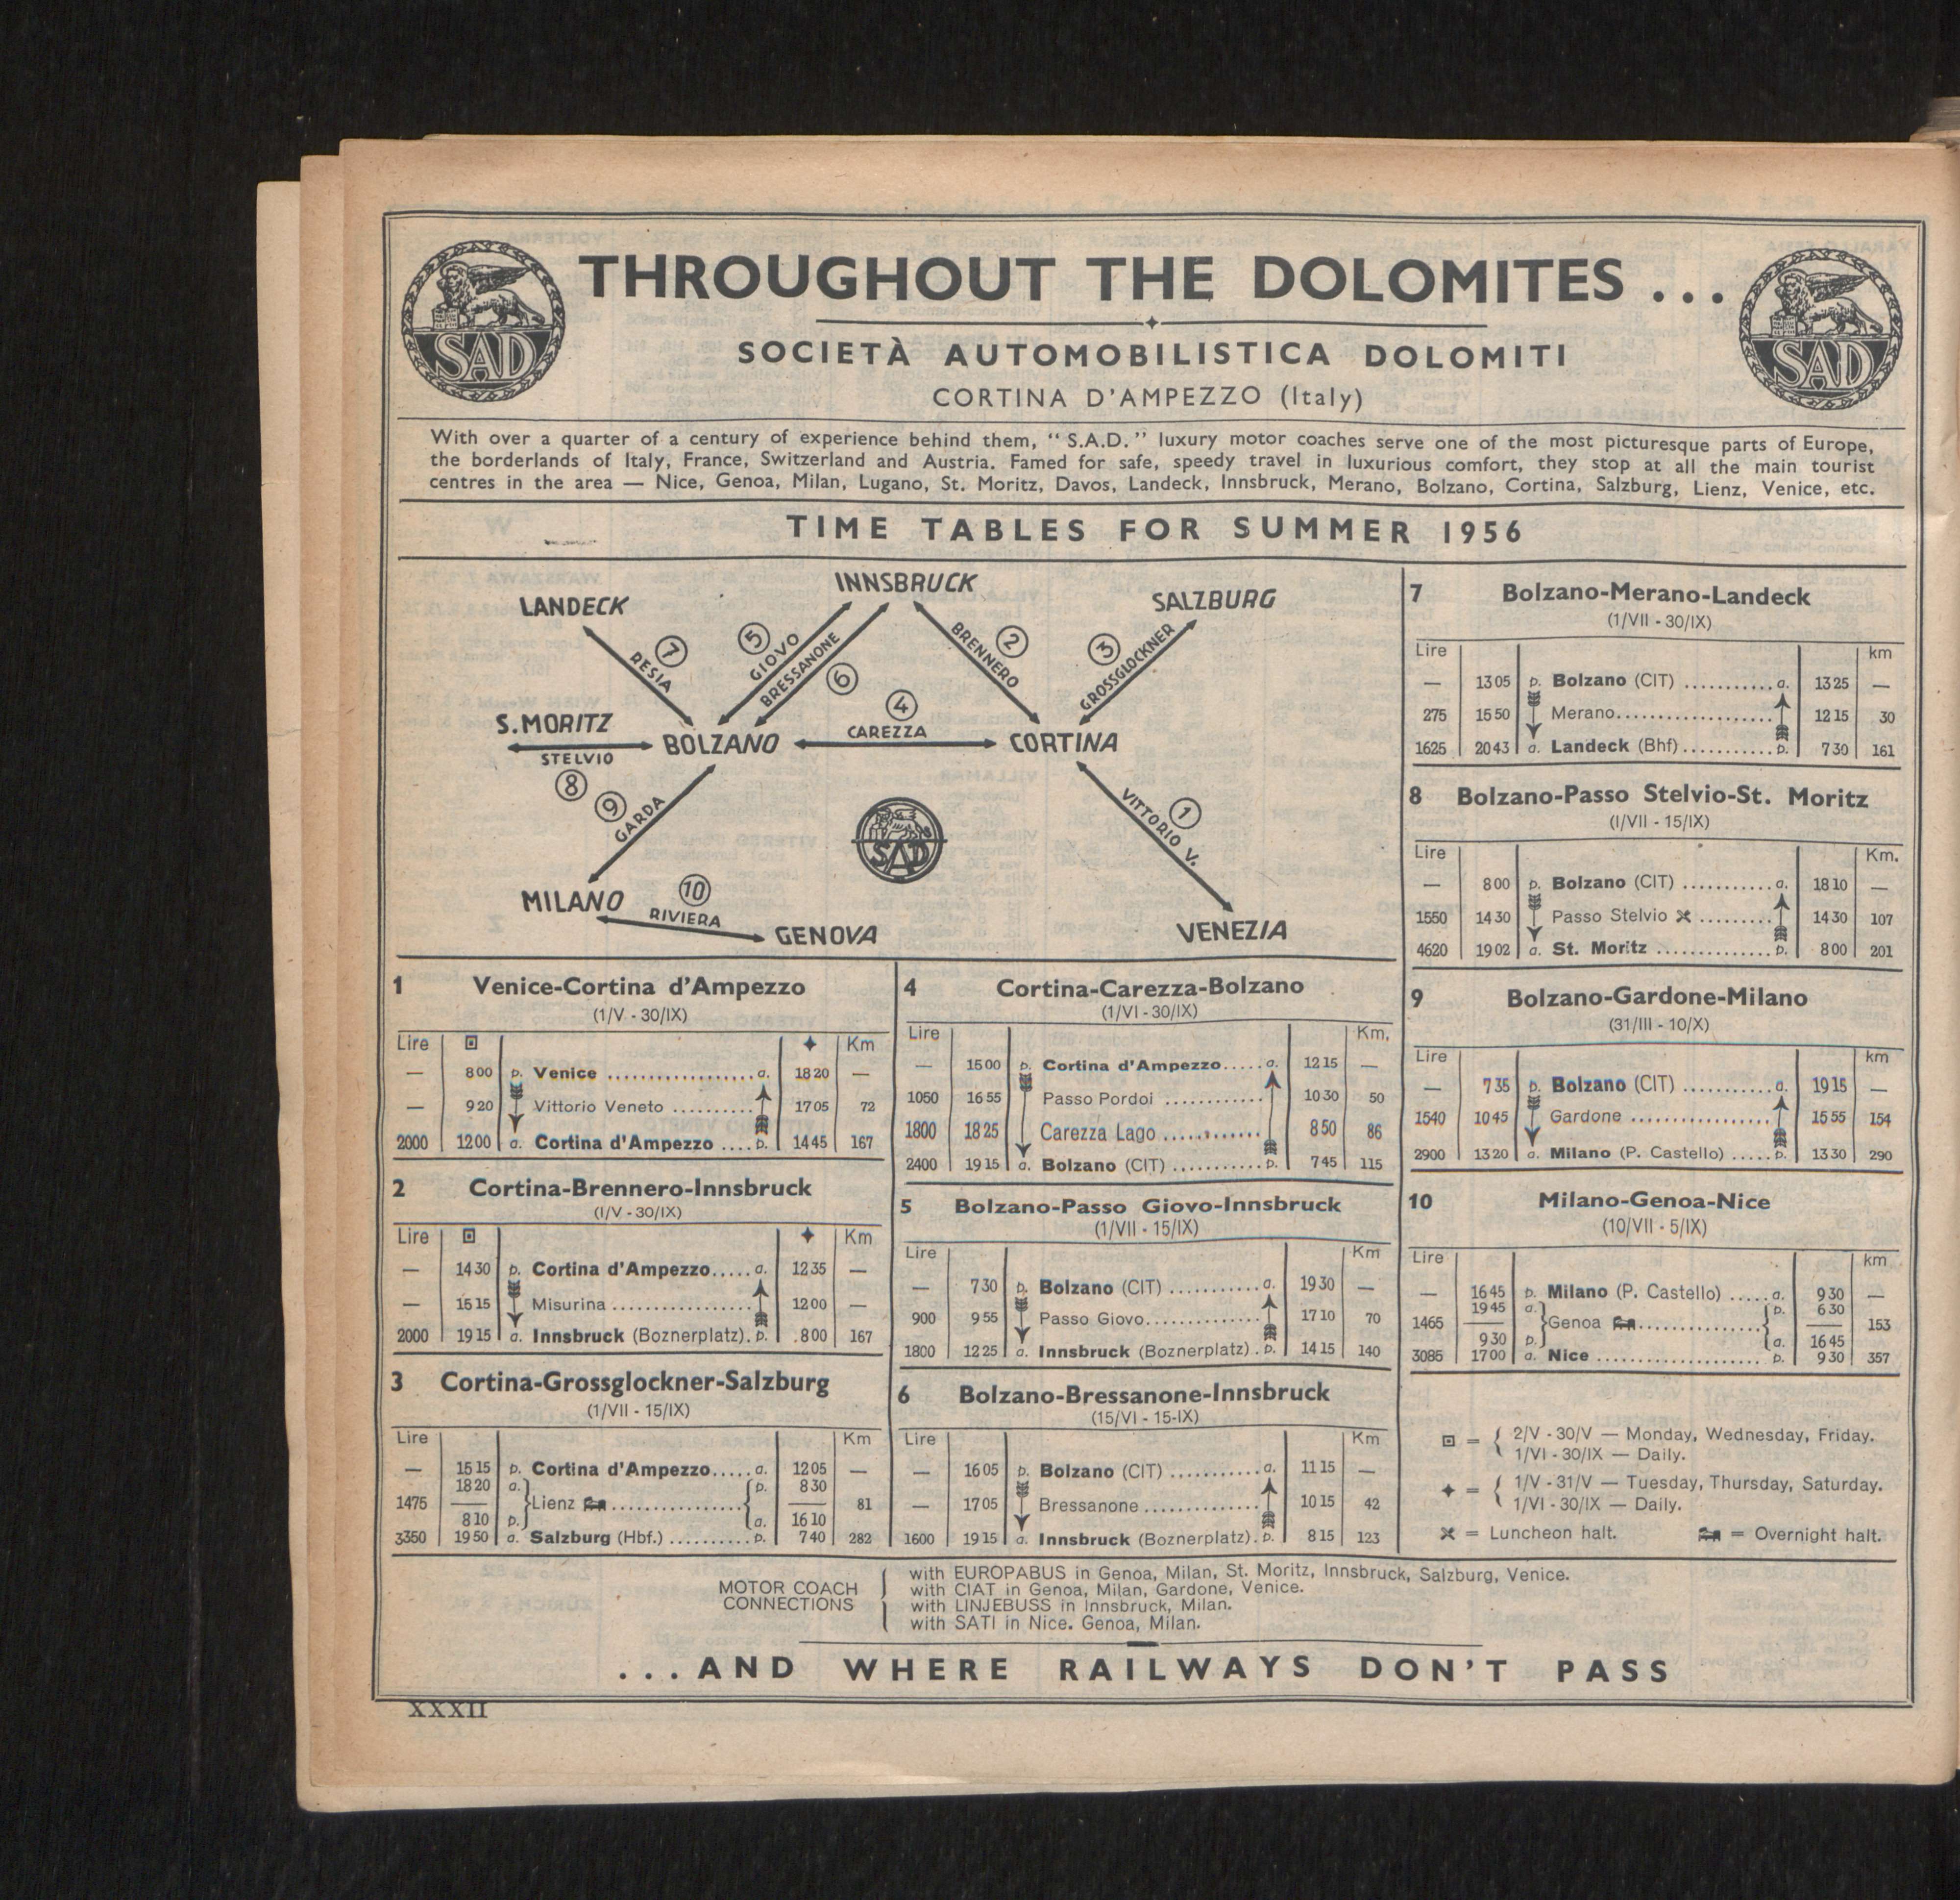 THROUGHOUT THE DOLOMITES ...
SAD
SAD
SOCIETÀ AUTOMOBILISTICA DOLOMITI
CORTINA D'AMPEZZO (Italy)
With over a quarter of a century of experience behind them, "S.A.D." luxury motor coaches serve one of the most picturesque parts of Europe,
the borderlands of Italy, France, Switzerland and Austria. Famed for safe, speedy travel in luxurious comfort, they stop at all the main tourist
centres in the area — Nice, Genoa, Milan, Lugano, St. Moritz, Davos, Landeck, Innsbruck, Merano, Bolzano, Cortina, Salzburg, Lienz, Venice, etc.
TIME TABLES FOR SUMMER 1956
INNSBRUCK
LANDECK
SALZBURG
7 RESIA
5 GIOVO
BRESSANONE 6
BRENNERO 2
3 GROSSGLOCKNER
S.MORITZ
STELVIO
8
BOLZANO
4
CAREZZA
CORTINA
9 GARDA
SAD
VITTORIO V. 1
MILANO
10
RIVIERA
GENOVA
VENEZIA
1 Venice-Cortina d'Ampezzo
(1/V - 30/IX)
Lire ⊡ ✦ Km
— 8 00 p. Venice .................. a. 18 20 —
— 9 20 Vittorio Veneto .......... 17 05 72
2000 12 00 a. Cortina d'Ampezzo .... p. 14 45 167
2 Cortina-Brennero-Innsbruck
(I/V - 30/IX)
Lire ⊡ ✦ Km
— 14 30 p. Cortina d'Ampezzo..... a. 12 35 —
— 15 15 Misurina .................. 12 00 —
2000 19 15 a. Innsbruck (Boznerplatz). p. .8 00 167
3 Cortina-Grossglockner-Salzburg
(1/VII - 15/IX)
Lire Km
— 15 15 p. Cortina d'Ampezzo..... a. 12 05 —
18 20 a. p. 8 30
1475 Lienz ................ 81
8 10 p. a. 16 10
3350 19 50 a. Salzburg (Hbf.) .......... p. 7 40 282
4 Cortina-Carezza-Bolzano
(1/VI - 30/IX)
Lire Km.
— 15 00 p. Cortina d'Ampezzo..... a. 12 15 —
1050 16 55 Passo Pordoi ............ 10 30 50
1800 18 25 Carezza Lago ............ 8 50 86
2400 19 15 a. Bolzano (CIT) ........... p. 7 45 115
5 Bolzano-Passo Giovo-Innsbruck
(1/VII - 15/IX)
Lire Km
— 7 30 p. Bolzano (CIT) ........... a. 19 30 —
900 9 55 Passo Giovo.............. 17 10 70
1800 12 25 a. Innsbruck (Boznerplatz) . p. 14 15 140
6 Bolzano-Bressanone-Innsbruck
(15/VI - 15-IX)
Lire Km
— 16 05 p. Bolzano (CIT) ........... a. 11 15 —
— 17 05 Bressanone .............. 10 15 42
1600 19 15 a. Innsbruck (Boznerplatz). p. 8 15 123
7 Bolzano-Merano-Landeck
(1/VII - 30/IX)
Lire km
— 13 05 p. Bolzano (CIT) ........... a. 13 25 —
275 15 50 Merano.................... 12 15 30
1625 20 43 a. Landeck (Bhf) ........... p. 7 30 161
8 Bolzano-Passo Stelvio-St. Moritz
(I/VII - 15/IX)
Lire Km.
— 8 00 p. Bolzano (CIT) ........... a. 18 10 —
1550 14 30 Passo Stelvio ✕ ......... 14 30 107
4620 19 02 a. St. Moritz .............. p. 8 00 201
9 Bolzano-Gardone-Milano
(31/III - 10/X)
Lire km
— 7 35 p. Bolzano (CIT) ........... a. 19 15 —
1540 10 45 Gardone .................. 15 55 154
2900 13 20 a. Milano (P. Castello) ..... p. 13 30 290
10 Milano-Genoa-Nice
(10/VII - 5/IX)
Lire km
— 16 45 p. Milano (P. Castello) ..... a. 9 30 —
19 45 a. p. 6 30
1465 Genoa ................ 153
9 30 p. a. 16 45
3085 17 00 a. Nice ..................... p. 9 30 357
⊡ = { 2/V - 30/V — Monday, Wednesday, Friday.
1/VI - 30/IX — Daily.
✦ = { 1/V - 31/V — Tuesday, Thursday, Saturday.
1/VI - 30/IX — Daily.
✕ = Luncheon halt. = Overnight halt.
MOTOR COACH
CONNECTIONS
with EUROPABUS in Genoa, Milan, St. Moritz, Innsbruck, Salzburg, Venice.
with CIAT in Genoa, Milan, Gardone, Venice.
with LINJEBUSS in Innsbruck, Milan.
with SATI in Nice. Genoa, Milan.
...AND WHERE RAILWAYS DON'T PASS
XXXII